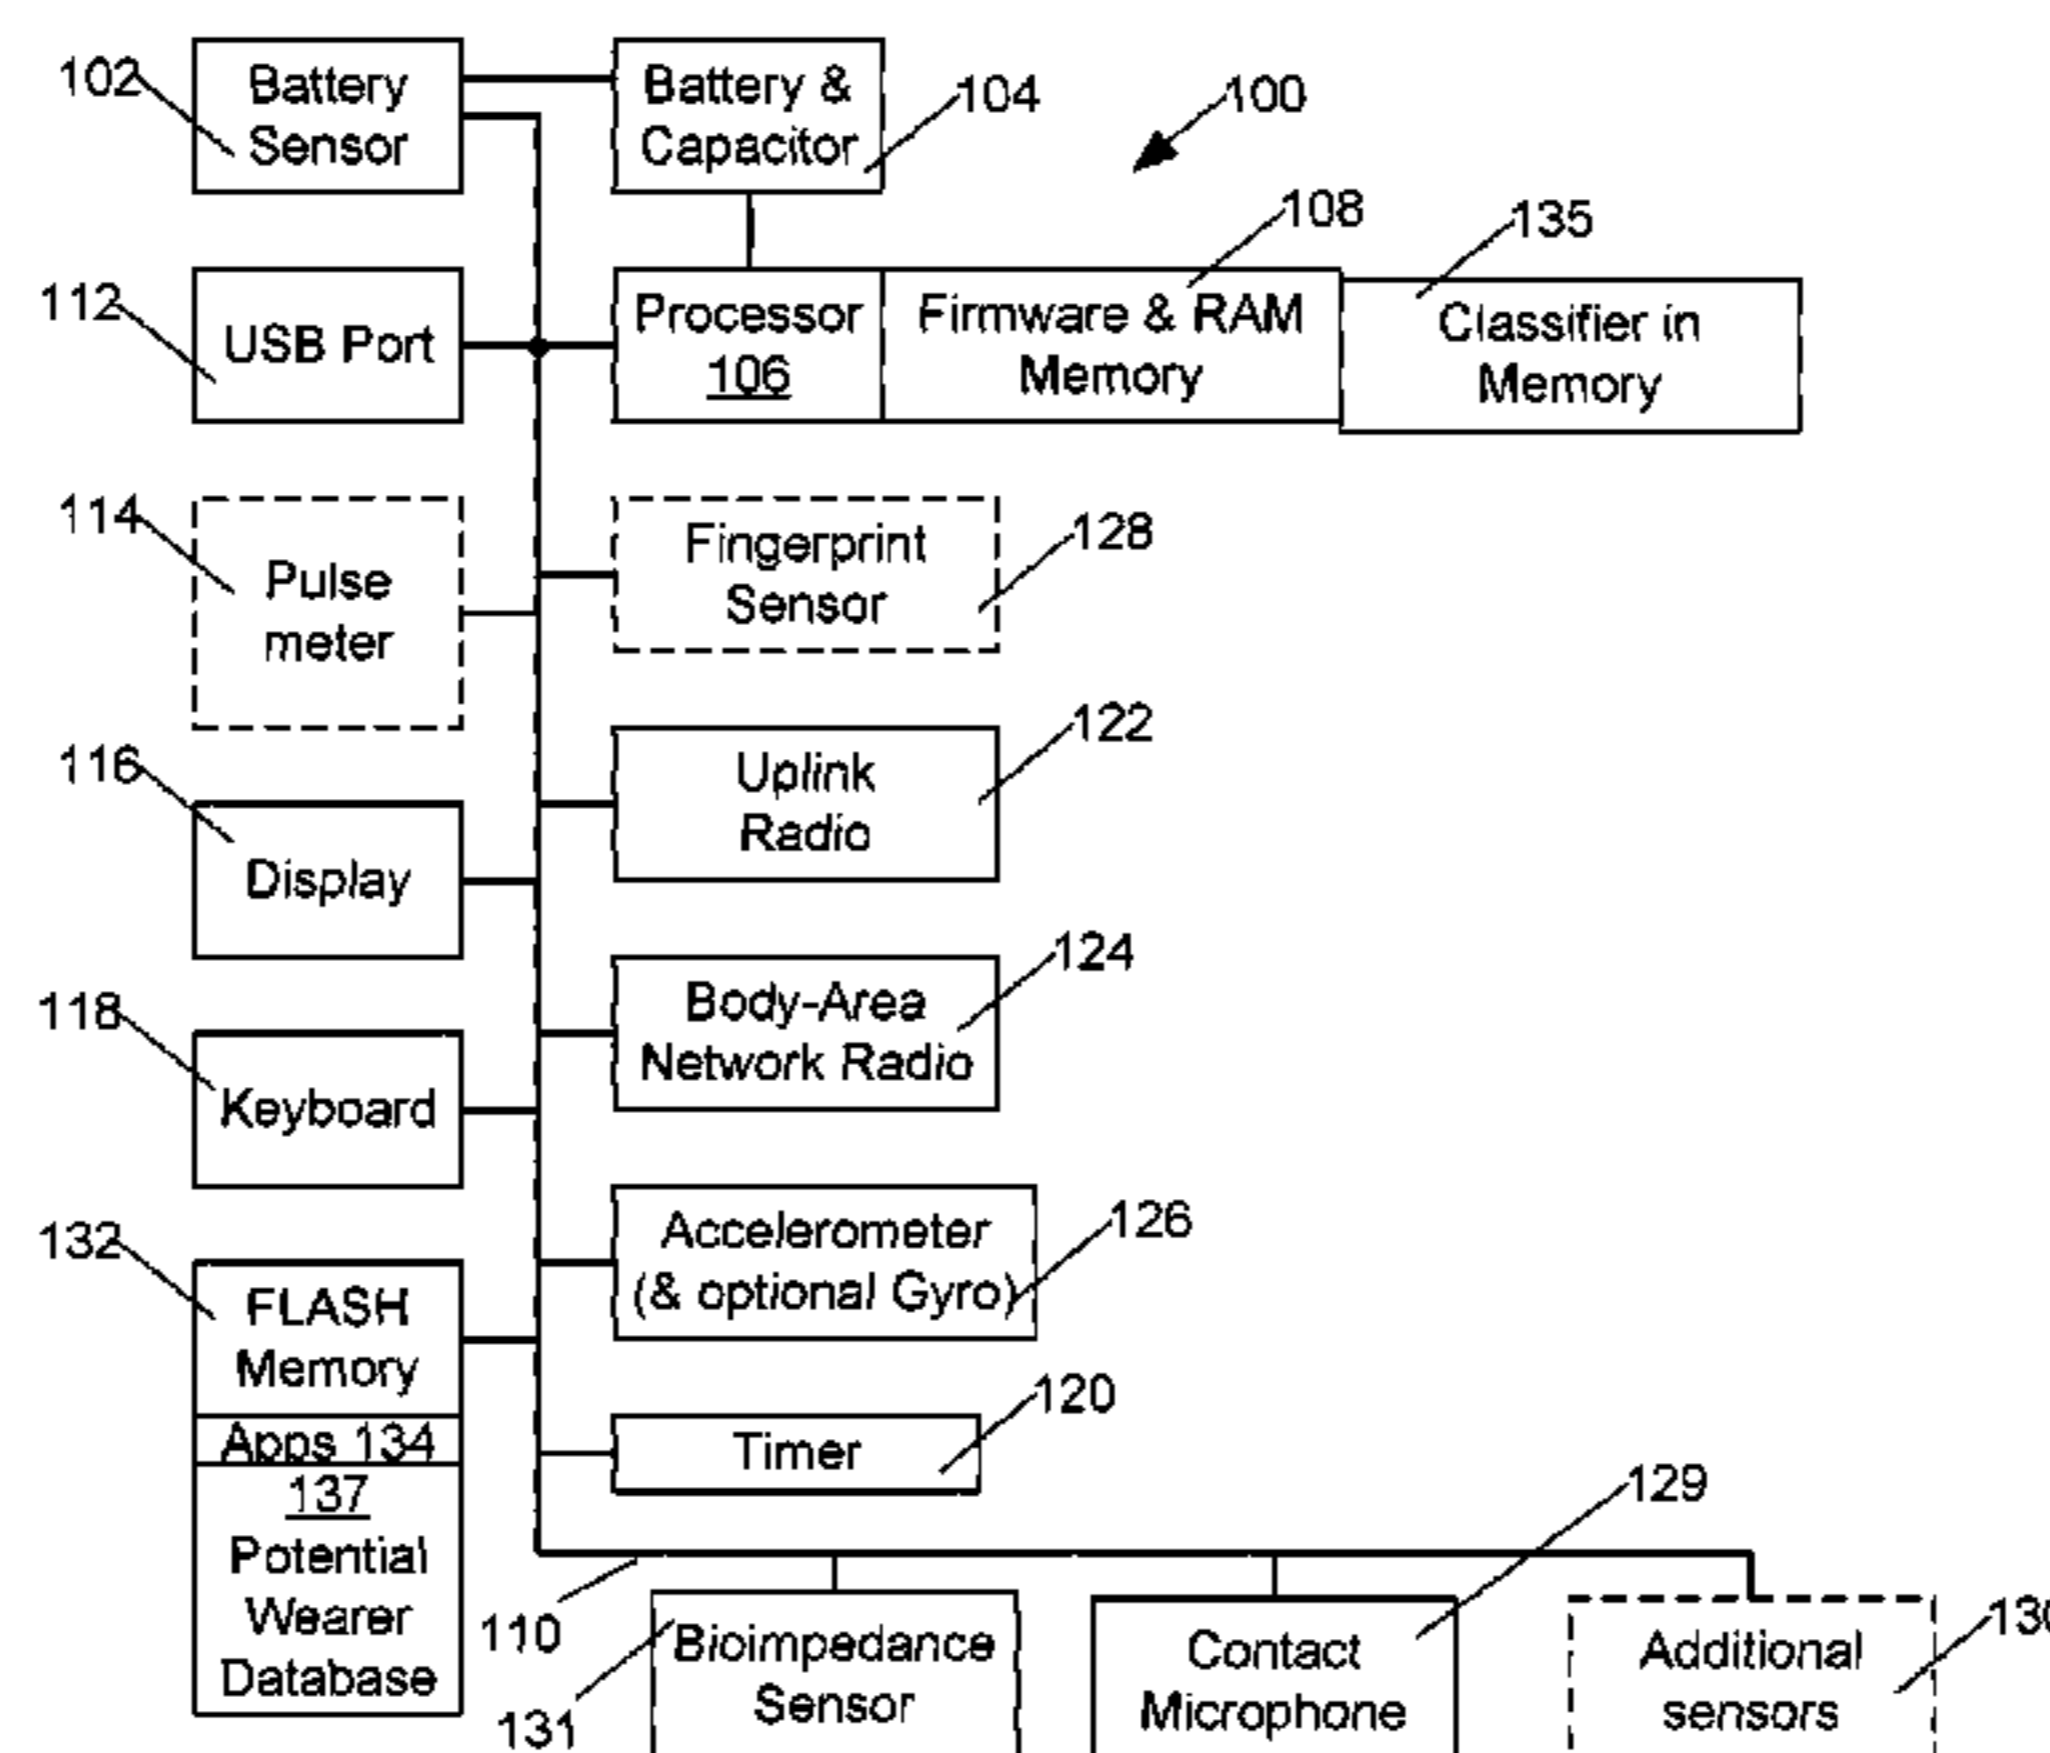 102
Battery
Sensor
Battery &
Capacitor
104
100
108
135
112
USB Port
Processor
106
Firmware & RAM
Memory
Classifier in
Memory
114
Pulse
meter
Fingerprint
Sensor
128
116
Display
Uplink
Radio
122
118
Keyboard
Body-Area
Network Radio
124
132
FLASH
Memory
Apps 134
137
Potential
Wearer
Database
Accelerometer
(& optional Gyro)
126
Timer
120
110
129
131
Bioimpedance
Sensor
Contact
Microphone
Additional
sensors
130